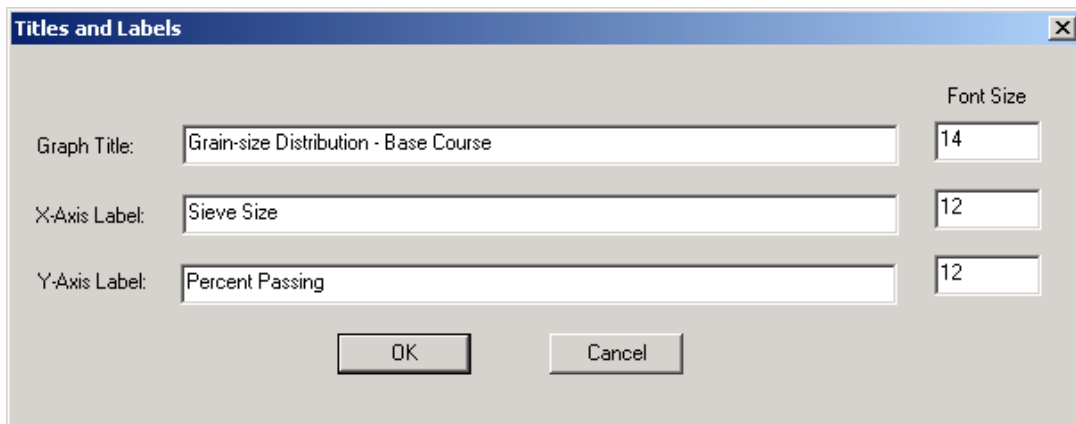 Titles and Labels
Font Size
Graph Title: Grain-size Distribution - Base Course 14
X-Axis Label: Sieve Size 12
Y-Axis Label: Percent Passing 12
OK Cancel